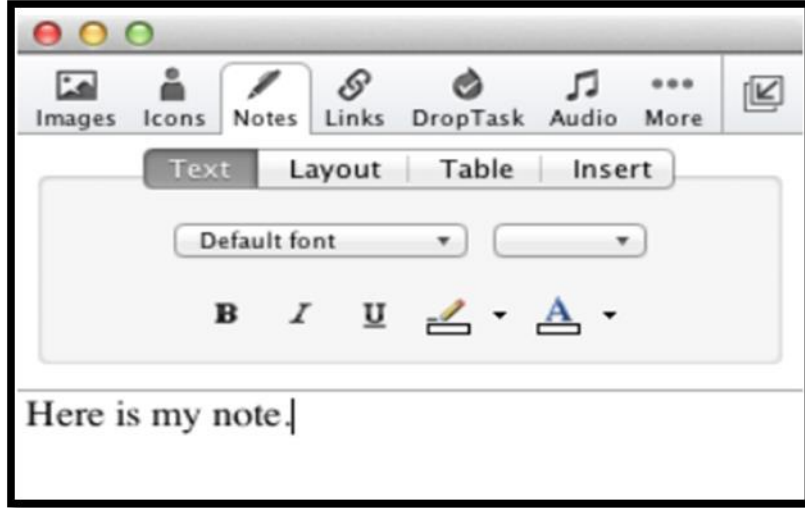 Images Icons Notes Links DropTask Audio More
Text Layout Table Insert
Default font
B I U A
Here is my note.